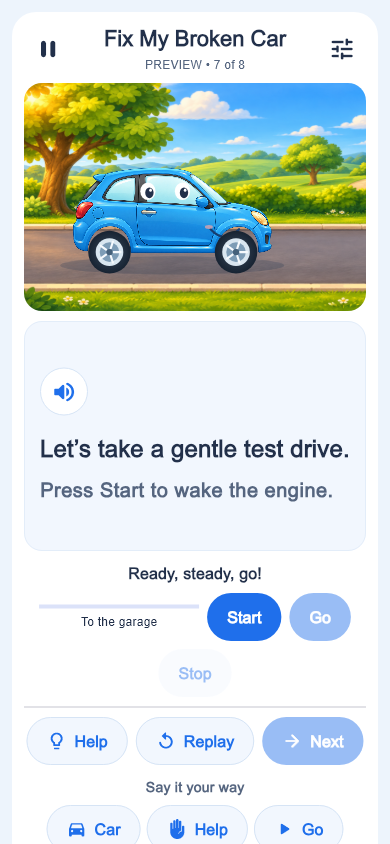 Fix My Broken Car
PREVIEW • 7 of 8
Let’s take a gentle test drive.
Press Start to wake the engine.
Ready, steady, go!
To the garage
Start
Go
Stop
Help
Replay
Next
Say it your way
Car
Help
Go